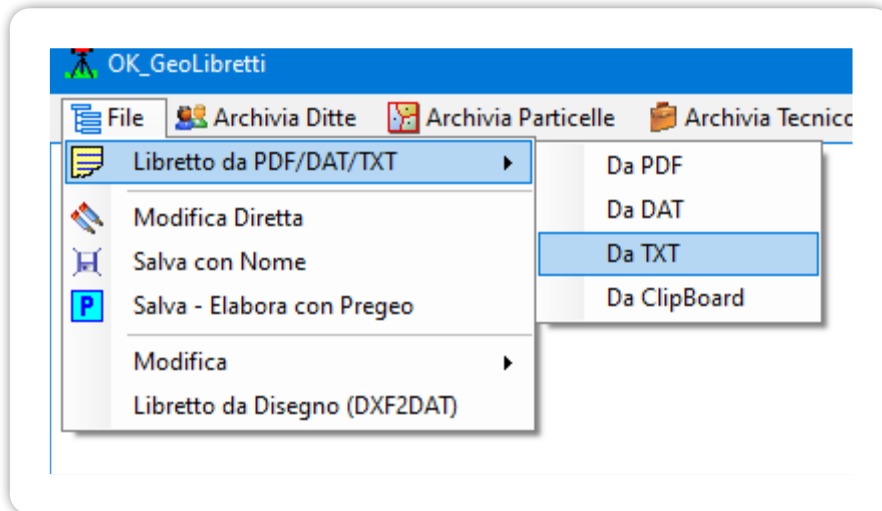 OK_GeoLibretti
File Archivia Ditte Archivia Particelle Archivia Tecnico
Libretto da PDF/DAT/TXT
Da PDF
Modifica Diretta
Da DAT
Salva con Nome
Da TXT
P Salva - Elabora con Pregeo
Da ClipBoard
Modifica
Libretto da Disegno (DXF2DAT)